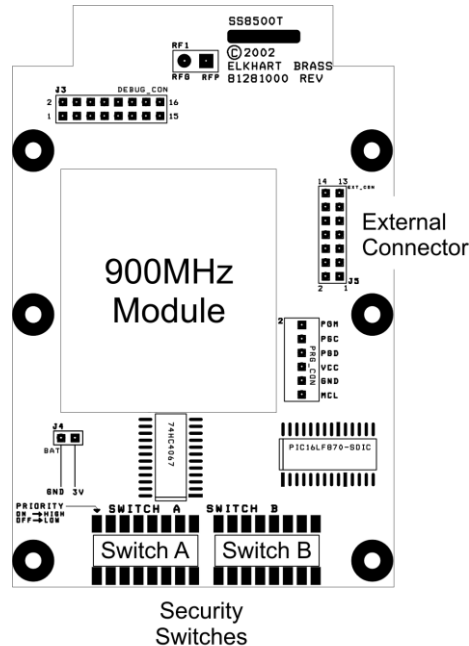 SS8500T
©2002
ELKHART BRASS
81281000 REV
RF1
RFG RFP
J3 DEBUG_CON
2 16
1 15
14 13
EXT_CON
External
Connector
2 1
J5
900MHz
Module
2
PGM
PGC
PGD
VCC
GND
MCL
PRG_CON
74HC4067
PIC16LF870-SOIC
J4
BAT
GND 3V
PRIORITY
ON → HIGH
OFF → LOW
SWITCH A SWITCH B
Switch A Switch B
Security
Switches